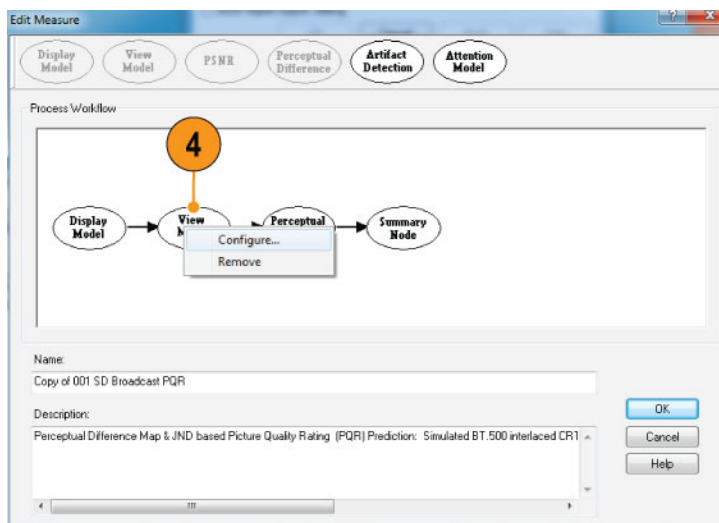 Edit Measure
?
X
Display
Model
View
Model
PSNR
Perceptual
Difference
Artifact
Detection
Attention
Model
Process Workflow
4
Display
Model
View
M
Perceptual
Summary
Node
Configure...
Remove
Name:
Copy of 001 SD Broadcast PQR
Description:
Perceptual Difference Map & JND based Picture Quality Rating (PQR) Prediction: Simulated BT.500 interlaced CRT
OK
Cancel
Help